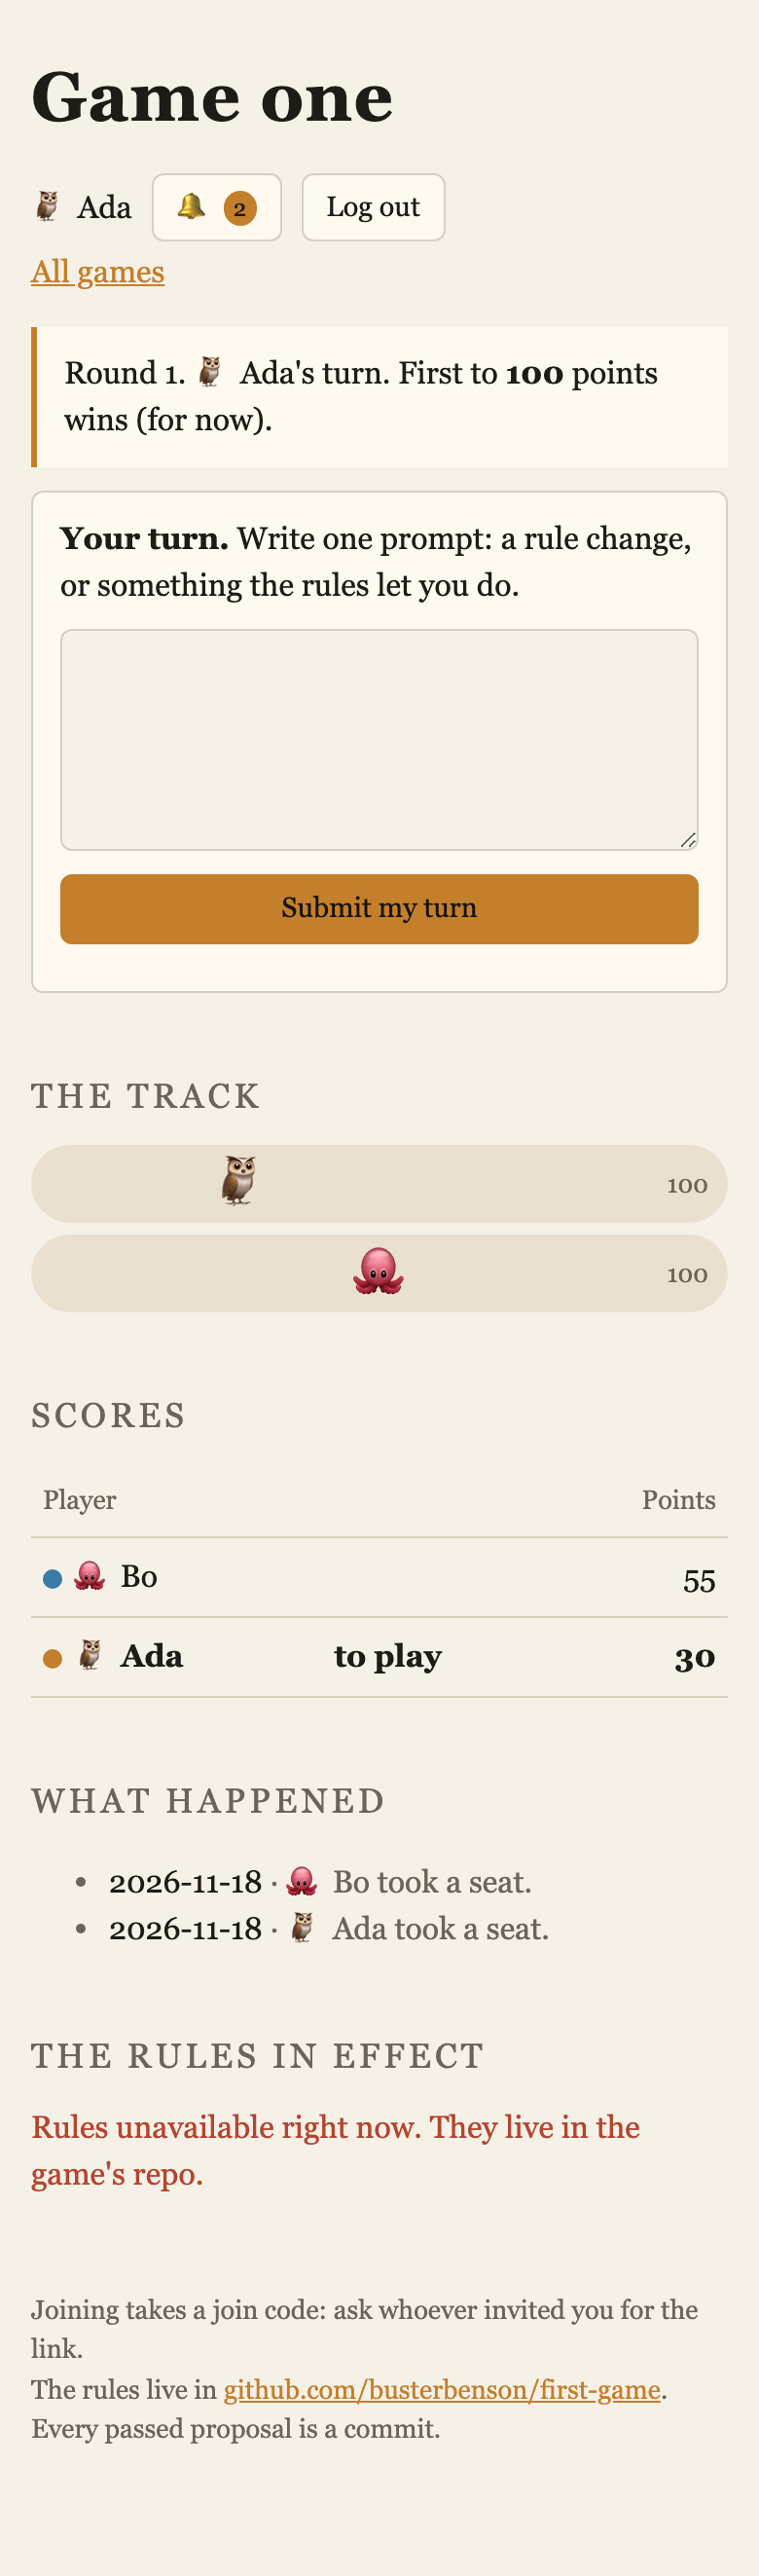 Game one
🦉 Ada 🔔 2 Log out
All games
Round 1. 🦉 Ada's turn. First to 100 points
wins (for now).
Your turn. Write one prompt: a rule change,
or something the rules let you do.
Submit my turn
THE TRACK
🦉 100
🐙 100
SCORES
Player Points
🐙 Bo 55
🦉 Ada to play 30
WHAT HAPPENED
• 2026-11-18 · 🐙 Bo took a seat.
• 2026-11-18 · 🦉 Ada took a seat.
THE RULES IN EFFECT
Rules unavailable right now. They live in the
game's repo.
Joining takes a join code: ask whoever invited you for the
link.
The rules live in github.com/busterbenson/first-game.
Every passed proposal is a commit.